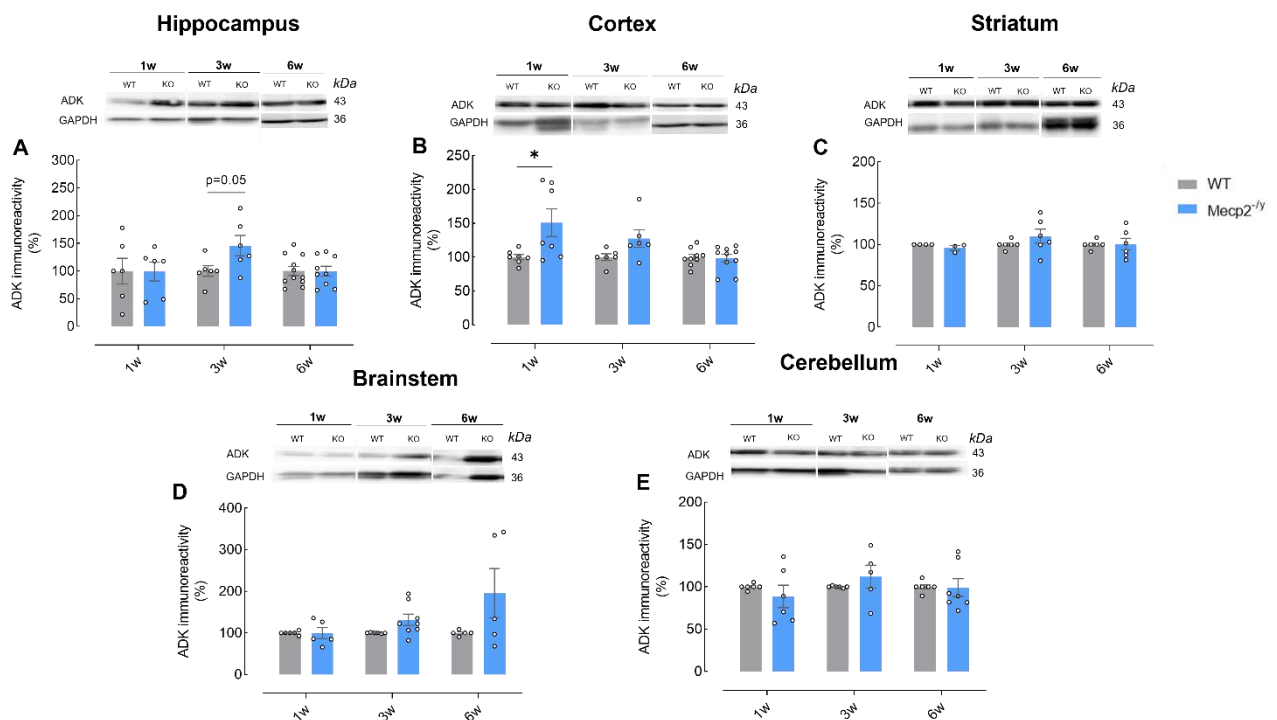 Hippocampus
Cortex
Striatum
1w 3w 6w
WT KO WT KO WT KO kDa
ADK 43
GAPDH 36
1w 3w 6w
WT KO WT KO WT KO kDa
ADK 43
GAPDH 36
1w 3w 6w
WT KO WT KO WT KO kDa
ADK 43
GAPDH 36
A
ADK immunoreactivity
(%)
300
250
200
150
100
50
0
p=0.05
1w 3w 6w
B
ADK immunoreactivity
(%)
250
200
150
100
50
0
*
1w 3w 6w
C
ADK immunoreactivity
(%)
200
150
100
50
0
1w 3w 6w
WT
Mecp2-/y
Brainstem
Cerebellum
1w 3w 6w
WT KO WT KO WT KO kDa
ADK 43
GAPDH 36
1w 3w 6w
WT KO WT KO WT KO kDa
ADK 43
GAPDH 36
D
ADK immunoreactivity
(%)
400
300
200
100
0
1w 3w 6w
E
ADK immunoreactivity
(%)
200
150
100
50
0
1w 3w 6w